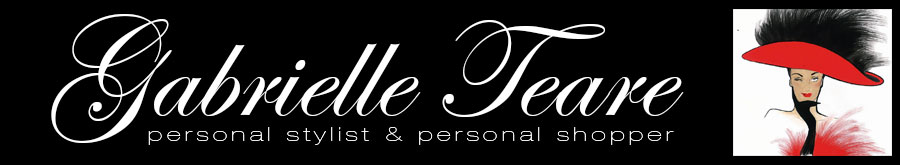 Gabrielle Teare
personal stylist & personal shopper